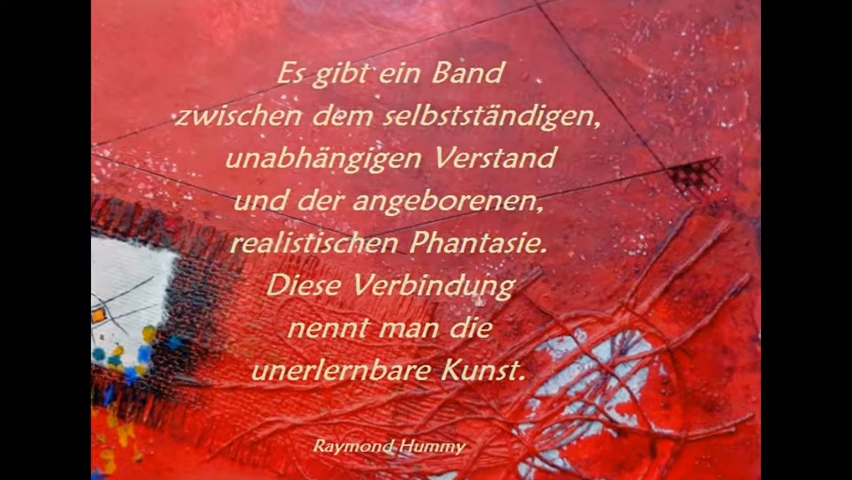 Es gibt ein Band
zwischen dem selbstständigen,
unabhängigen Verstand
und der angeborenen,
realistischen Phantasie.
Diese Verbindung
nennt man die
unerlernbare Kunst.
Raymond Hummy